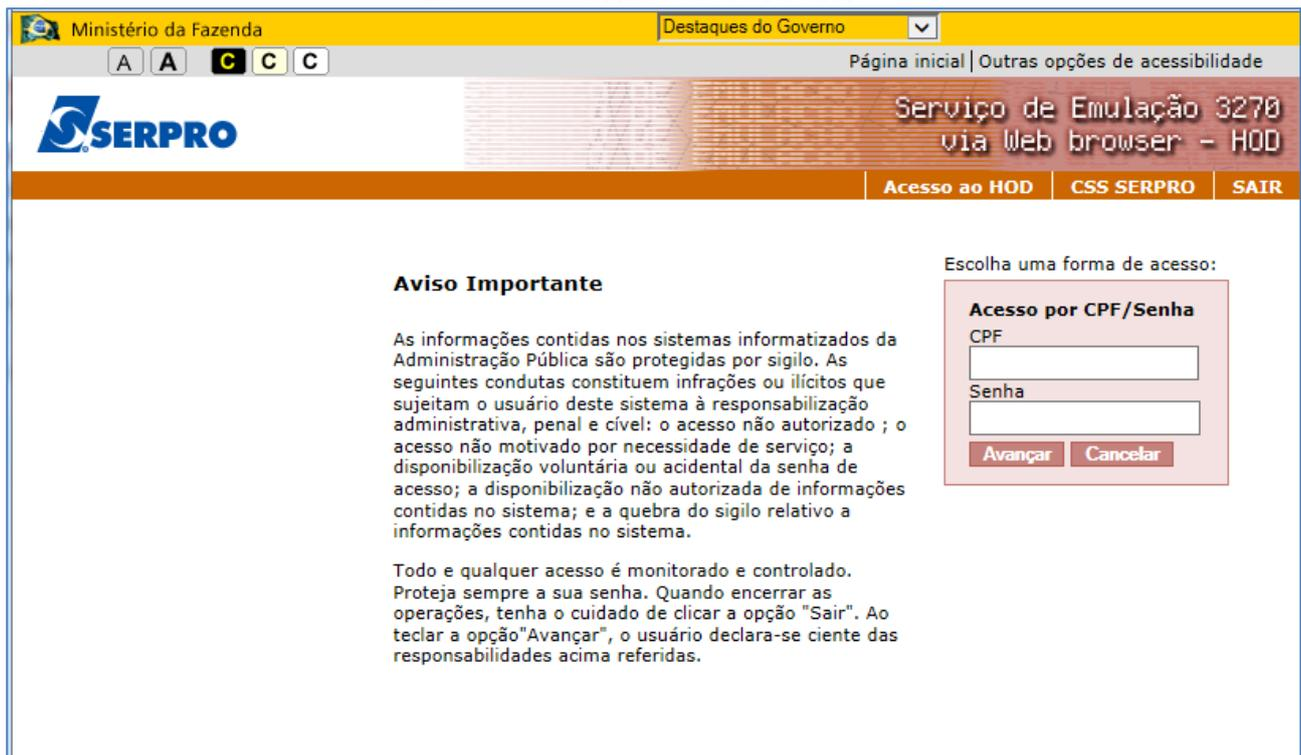 Ministério da Fazenda
Destaques do Governo
A A C C C
Página inicial | Outras opções de acessibilidade
SERPRO
Serviço de Emulação 3270
via Web browser - HOD
Acesso ao HOD CSS SERPRO SAIR
Escolha uma forma de acesso:
Aviso Importante
As informações contidas nos sistemas informatizados da
Administração Pública são protegidas por sigilo. As
seguintes condutas constituem infrações ou ilícitos que
sujeitam o usuário deste sistema à responsabilização
administrativa, penal e cível: o acesso não autorizado ; o
acesso não motivado por necessidade de serviço; a
disponibilização voluntária ou acidental da senha de
acesso; a disponibilização não autorizada de informações
contidas no sistema; e a quebra do sigilo relativo a
informações contidas no sistema.
Todo e qualquer acesso é monitorado e controlado.
Proteja sempre a sua senha. Quando encerrar as
operações, tenha o cuidado de clicar a opção "Sair". Ao
teclar a opção"Avançar", o usuário declara-se ciente das
responsabilidades acima referidas.
Acesso por CPF/Senha
CPF
Senha
Avançar Cancelar